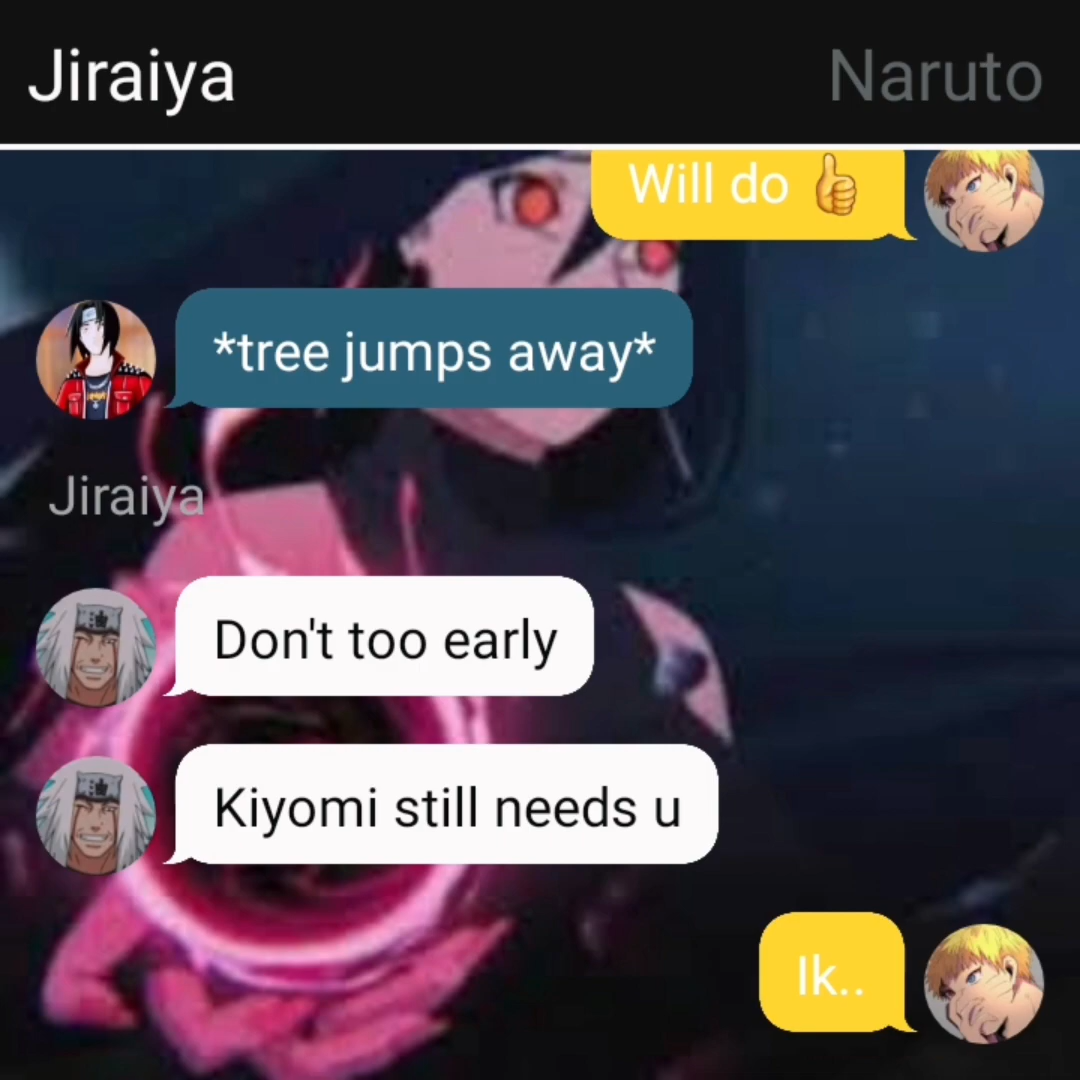 Jiraiya
Naruto
Will do 👍
*tree jumps away*
Jiraiya
Don't too early
Kiyomi still needs u
Ik..